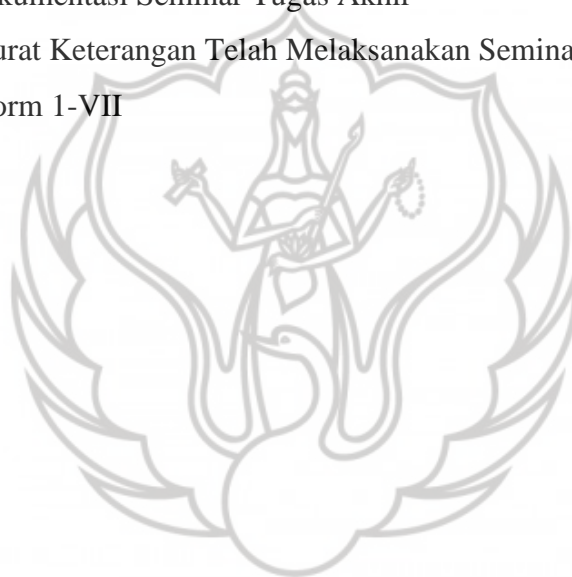 kumentasi Seminar Tugas Akhir
urat Keterangan Telah Melaksanakan Semina
orm 1-VII